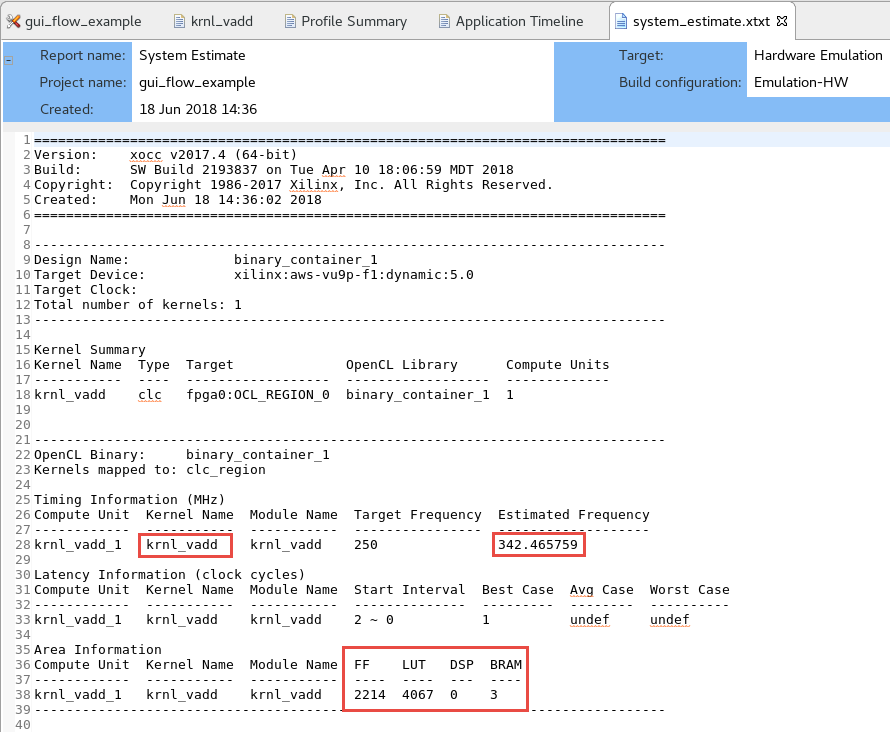 gui_flow_example krnl_vadd Profile Summary Application Timeline system_estimate.xtxt
Report name: System Estimate Target: Hardware Emulation
Project name: gui_flow_example Build configuration: Emulation-HW
Created: 18 Jun 2018 14:36
1 ===============================================================================
2 Version:    xocc v2017.4 (64-bit)
3 Build:      SW Build 2193837 on Tue Apr 10 18:06:59 MDT 2018
4 Copyright:  Copyright 1986-2017 Xilinx, Inc. All Rights Reserved.
5 Created:    Mon Jun 18 14:36:02 2018
6 ===============================================================================
7
8 -------------------------------------------------------------------------------
9 Design Name:             binary_container_1
10 Target Device:           xilinx:aws-vu9p-f1:dynamic:5.0
11 Target Clock:
12 Total number of kernels: 1
13 -------------------------------------------------------------------------------
14
15 Kernel Summary
16 Kernel Name  Type  Target              OpenCL Library      Compute Units
17 -----------  ----  ------------------  ------------------  -------------
18 krnl_vadd    clc   fpga0:OCL_REGION_0  binary_container_1  1
19
20
21 -------------------------------------------------------------------------------
22 OpenCL Binary:     binary_container_1
23 Kernels mapped to: clc_region
24
25 Timing Information (MHz)
26 Compute Unit  Kernel Name  Module Name  Target Frequency  Estimated Frequency
27 ------------  -----------  -----------  ----------------  -------------------
28 krnl_vadd_1   krnl_vadd    krnl_vadd    250               342.465759
29
30 Latency Information (clock cycles)
31 Compute Unit  Kernel Name  Module Name  Start Interval  Best Case  Avg Case  Worst Case
32 ------------  -----------  -----------  --------------  ---------  --------  ----------
33 krnl_vadd_1   krnl_vadd    krnl_vadd    2 ~ 0           1          undef     undef
34
35 Area Information
36 Compute Unit  Kernel Name  Module Name  FF    LUT   DSP  BRAM
37 ------------  -----------  -----------  ----  ----  ---  ----
38 krnl_vadd_1   krnl_vadd    krnl_vadd    2214  4067  0    3
39 -------------------------------------------------------------------------------
40